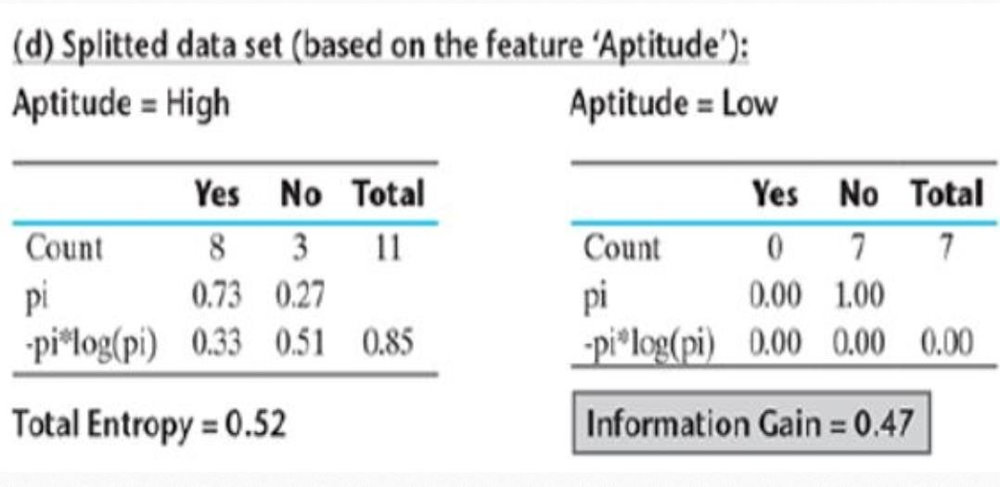 (d) Splitted data set (based on the feature ‘Aptitude’):
Aptitude = High
Yes No Total
Count 8 3 11
pi 0.73 0.27
-pi*log(pi) 0.33 0.51 0.85
Total Entropy = 0.52
Aptitude = Low
Yes No Total
Count 0 7 7
pi 0.00 1.00
-pi*log(pi) 0.00 0.00 0.00
Information Gain = 0.47